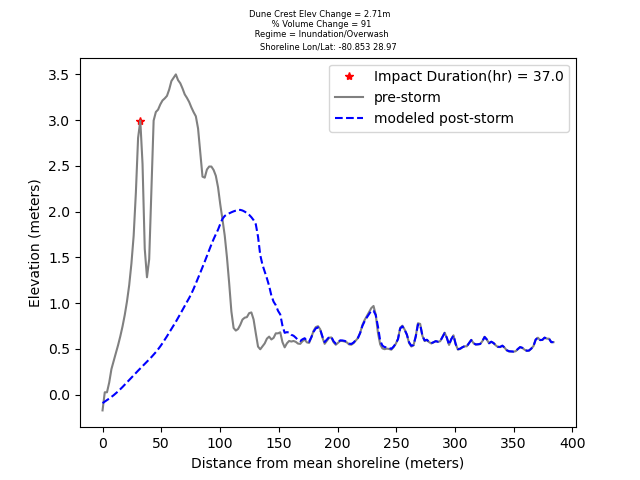 Dune Crest Elev Change = 2.71m
% Volume Change = 91
Regime = Inundation/Overwash
Shoreline Lon/Lat: -80.853 28.97
Impact Duration(hr) = 37.0
pre-storm
modeled post-storm
Elevation (meters)
3.5
3.0
2.5
2.0
1.5
1.0
0.5
0.0
0 50 100 150 200 250 300 350 400
Distance from mean shoreline (meters)